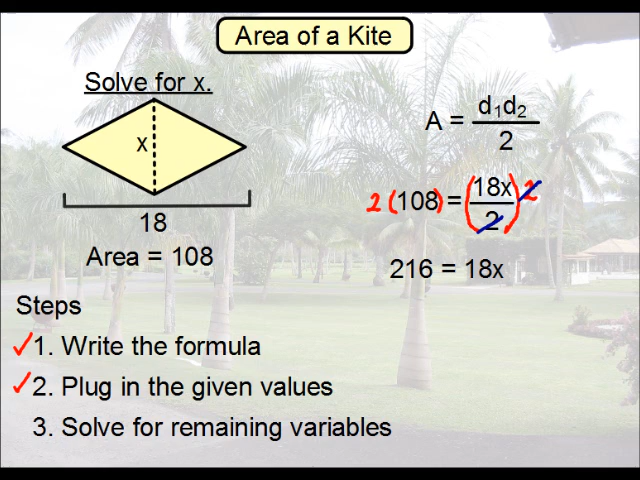 Area of a Kite
Solve for x.
x
18
Area = 108
A = d₁d₂/2
2(108) = (18x/2)2
216 = 18x
Steps
✓1. Write the formula
✓2. Plug in the given values
3. Solve for remaining variables